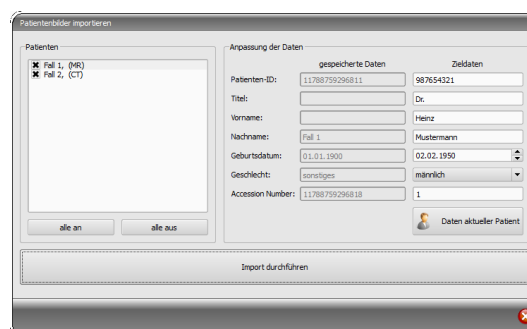 Patientenbilder importieren
Patienten
Fall 1, (MR)
Fall 2, (CT)
alle an
alle aus
Anpassung der Daten
gespeicherte Daten
Zieldaten
Patienten-ID:
11788759296811
987654321
Titel:
Dr.
Vorname:
Heinz
Nachname:
Fall 1
Mustermann
Geburtsdatum:
01.01.1900
02.02.1950
Geschlecht:
sonstiges
männlich
Accession Number:
11788759296818
1
Daten aktueller Patient
Import durchführen